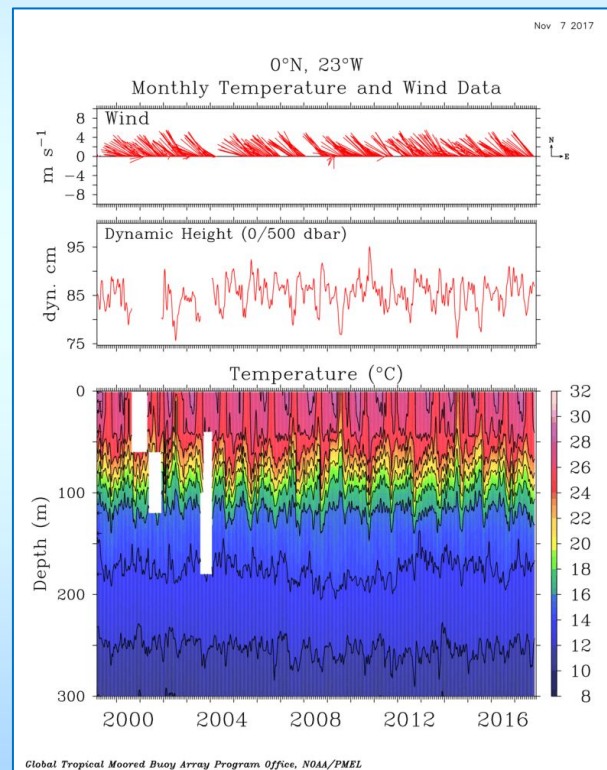 Nov 7 2017
0°N, 23°W
Monthly Temperature and Wind Data
Wind
m s⁻¹
8
4
0
−4
−8
N
E
Dynamic Height (0/500 dbar)
dyn. cm
95
85
75
Temperature (°C)
Depth (m)
0
100
200
300
32
30
28
26
24
22
20
18
16
14
12
10
8
2000 2004 2008 2012 2016
Global Tropical Moored Buoy Array Program Office, NOAA/PMEL